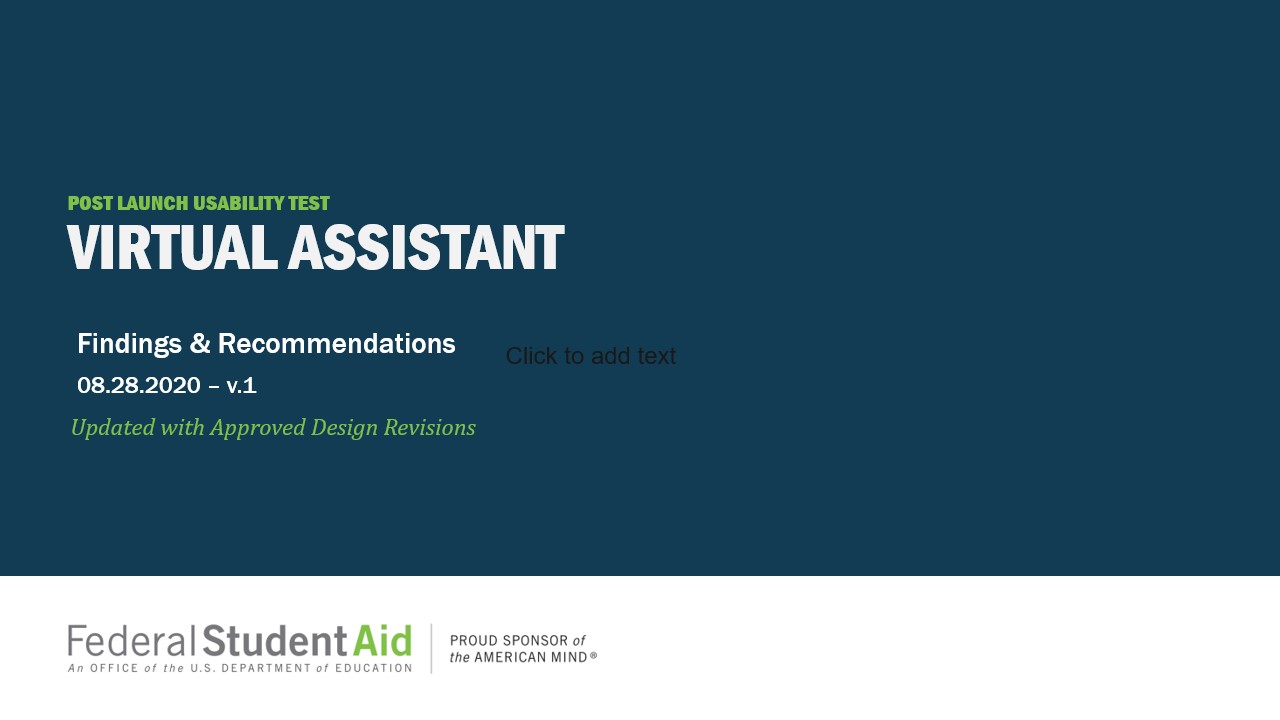 POST LAUNCH USABILITY TEST
VIRTUAL ASSISTANT
Findings & Recommendations
Click to add text
08.28.2020 – v.1
Updated with Approved Design Revisions
Federal Student Aid
An OFFICE of the U.S. DEPARTMENT of EDUCATION
PROUD SPONSOR of
the AMERICAN MIND®